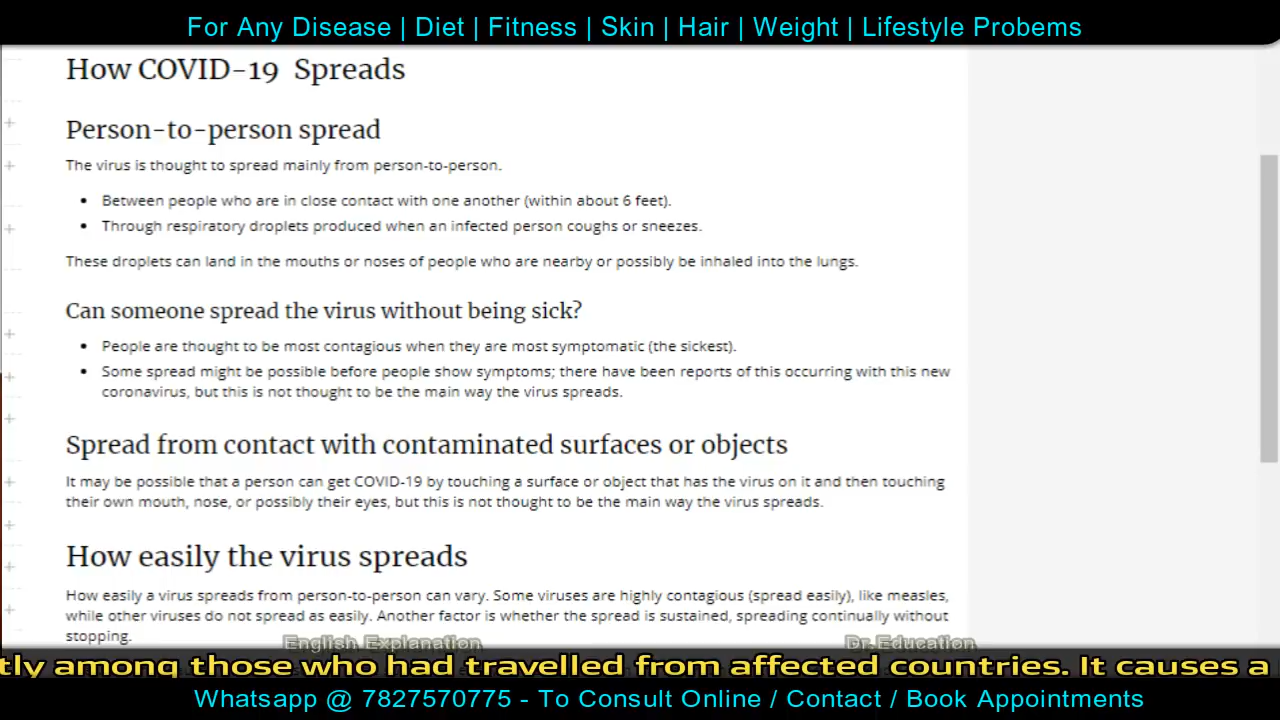 For Any Disease | Diet | Fitness | Skin | Hair | Weight | Lifestyle Probems
How COVID-19 Spreads
Person-to-person spread
The virus is thought to spread mainly from person-to-person.
• Between people who are in close contact with one another (within about 6 feet).
• Through respiratory droplets produced when an infected person coughs or sneezes.
These droplets can land in the mouths or noses of people who are nearby or possibly be inhaled into the lungs.
Can someone spread the virus without being sick?
• People are thought to be most contagious when they are most symptomatic (the sickest).
• Some spread might be possible before people show symptoms; there have been reports of this occurring with this new
coronavirus, but this is not thought to be the main way the virus spreads.
Spread from contact with contaminated surfaces or objects
It may be possible that a person can get COVID-19 by touching a surface or object that has the virus on it and then touching
their own mouth, nose, or possibly their eyes, but this is not thought to be the main way the virus spreads.
How easily the virus spreads
How easily a virus spreads from person-to-person can vary. Some viruses are highly contagious (spread easily), like measles,
while other viruses do not spread as easily. Another factor is whether the spread is sustained, spreading continually without
stopping.
English Explanation Dr.Education
tly among those who had travelled from affected countries. It causes a
Whatsapp @ 7827570775 - To Consult Online / Contact / Book Appointments